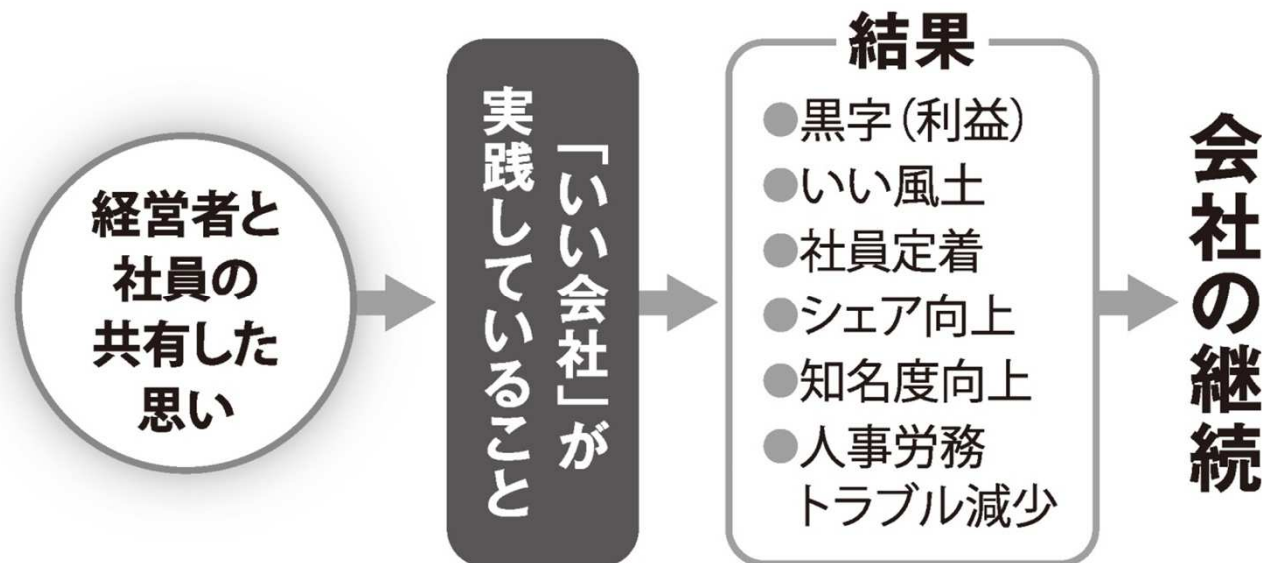 経営者と
社員の
共有した
思い
「いい会社」が
実践していること
結果
●黒字（利益）
●いい風土
●社員定着
●シェア向上
●知名度向上
●人事労務
トラブル減少
会社の継続